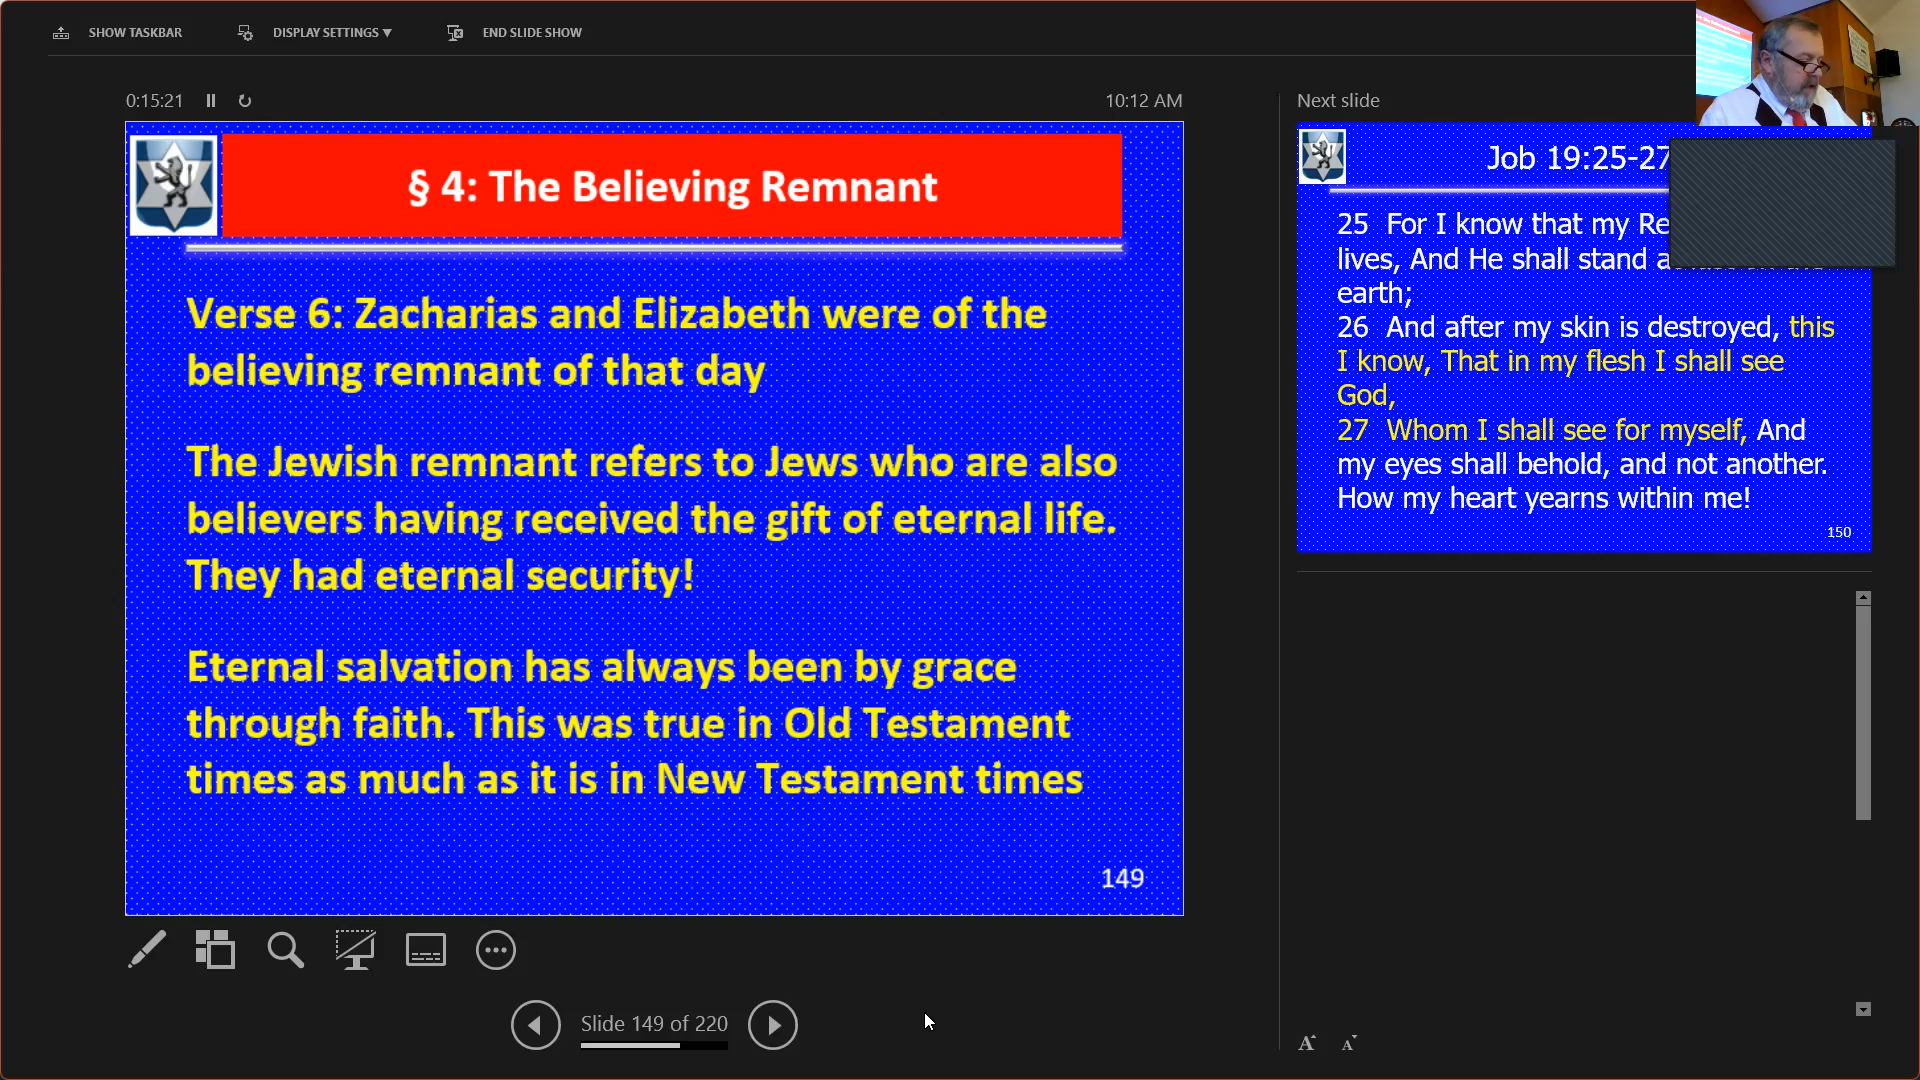 SHOW TASKBAR
DISPLAY SETTINGS ▼
END SLIDE SHOW
0:15:21
10:12 AM
§ 4: The Believing Remnant
Verse 6: Zacharias and Elizabeth were of the
believing remnant of that day
The Jewish remnant refers to Jews who are also
believers having received the gift of eternal life.
They had eternal security!
Eternal salvation has always been by grace
through faith. This was true in Old Testament
times as much as it is in New Testament times
149
Slide 149 of 220
Next slide
Job 19:25-27
25 For I know that my
lives, And He shall stand
earth;
26 And after my skin is destroyed, this
I know, That in my flesh I shall see
God,
27 Whom I shall see for myself, And
my eyes shall behold, and not another.
How my heart yearns within me!
150
A A